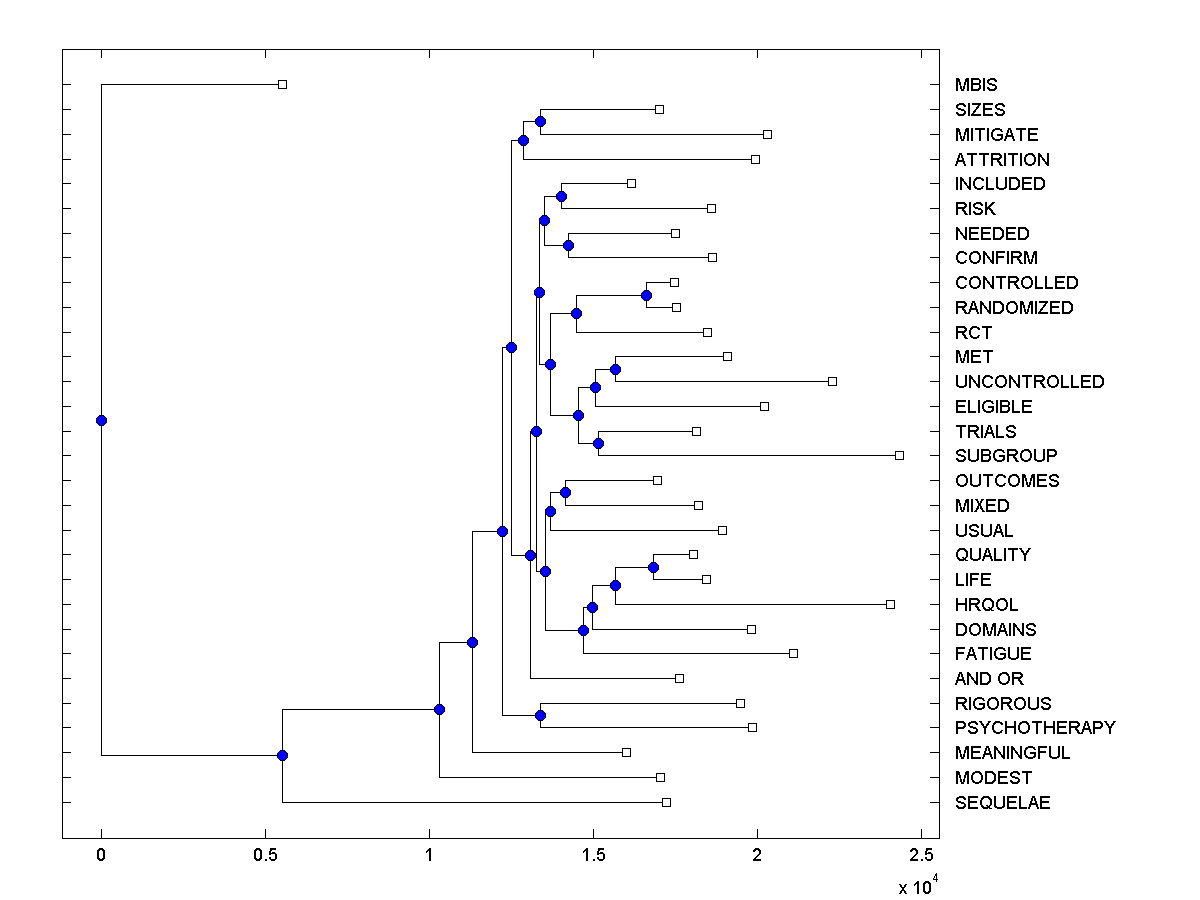 MBIS
SIZES
MITIGATE
ATTRITION
INCLUDED
RISK
NEEDED
CONFIRM
CONTROLLED
RANDOMIZED
RCT
MET
UNCONTROLLED
ELIGIBLE
TRIALS
SUBGROUP
OUTCOMES
MIXED
USUAL
QUALITY
LIFE
HRQOL
DOMAINS
FATIGUE
AND OR
RIGOROUS
PSYCHOTHERAPY
MEANINGFUL
MODEST
SEQUELAE
0 0.5 1 1.5 2 2.5
x 10^4